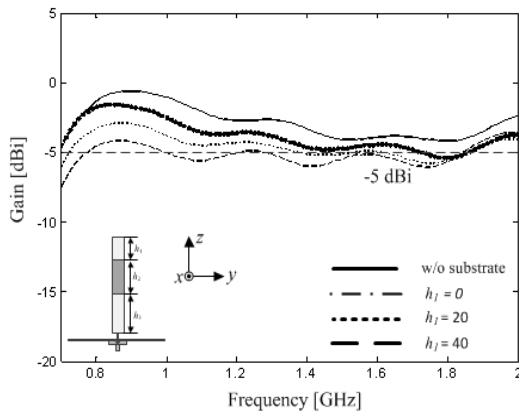 5
0
-5
-10
-15
-20
Gain [dBi]
-5 dBi
z
x
y
h₁
h₂
w/o substrate
h₁ = 0
h₁ = 20
h₁ = 40
0.8
1
1.2
1.4
1.6
1.8
2
Frequency [GHz]